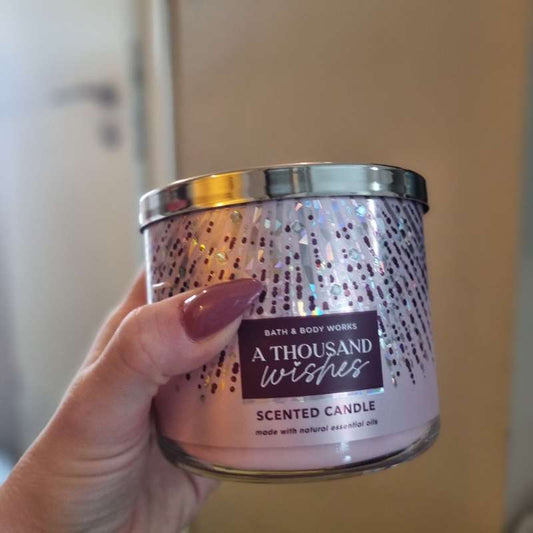 BATH & BODY WORKS
A THOUSAND
wishes
SCENTED CANDLE
made with natural essential oils